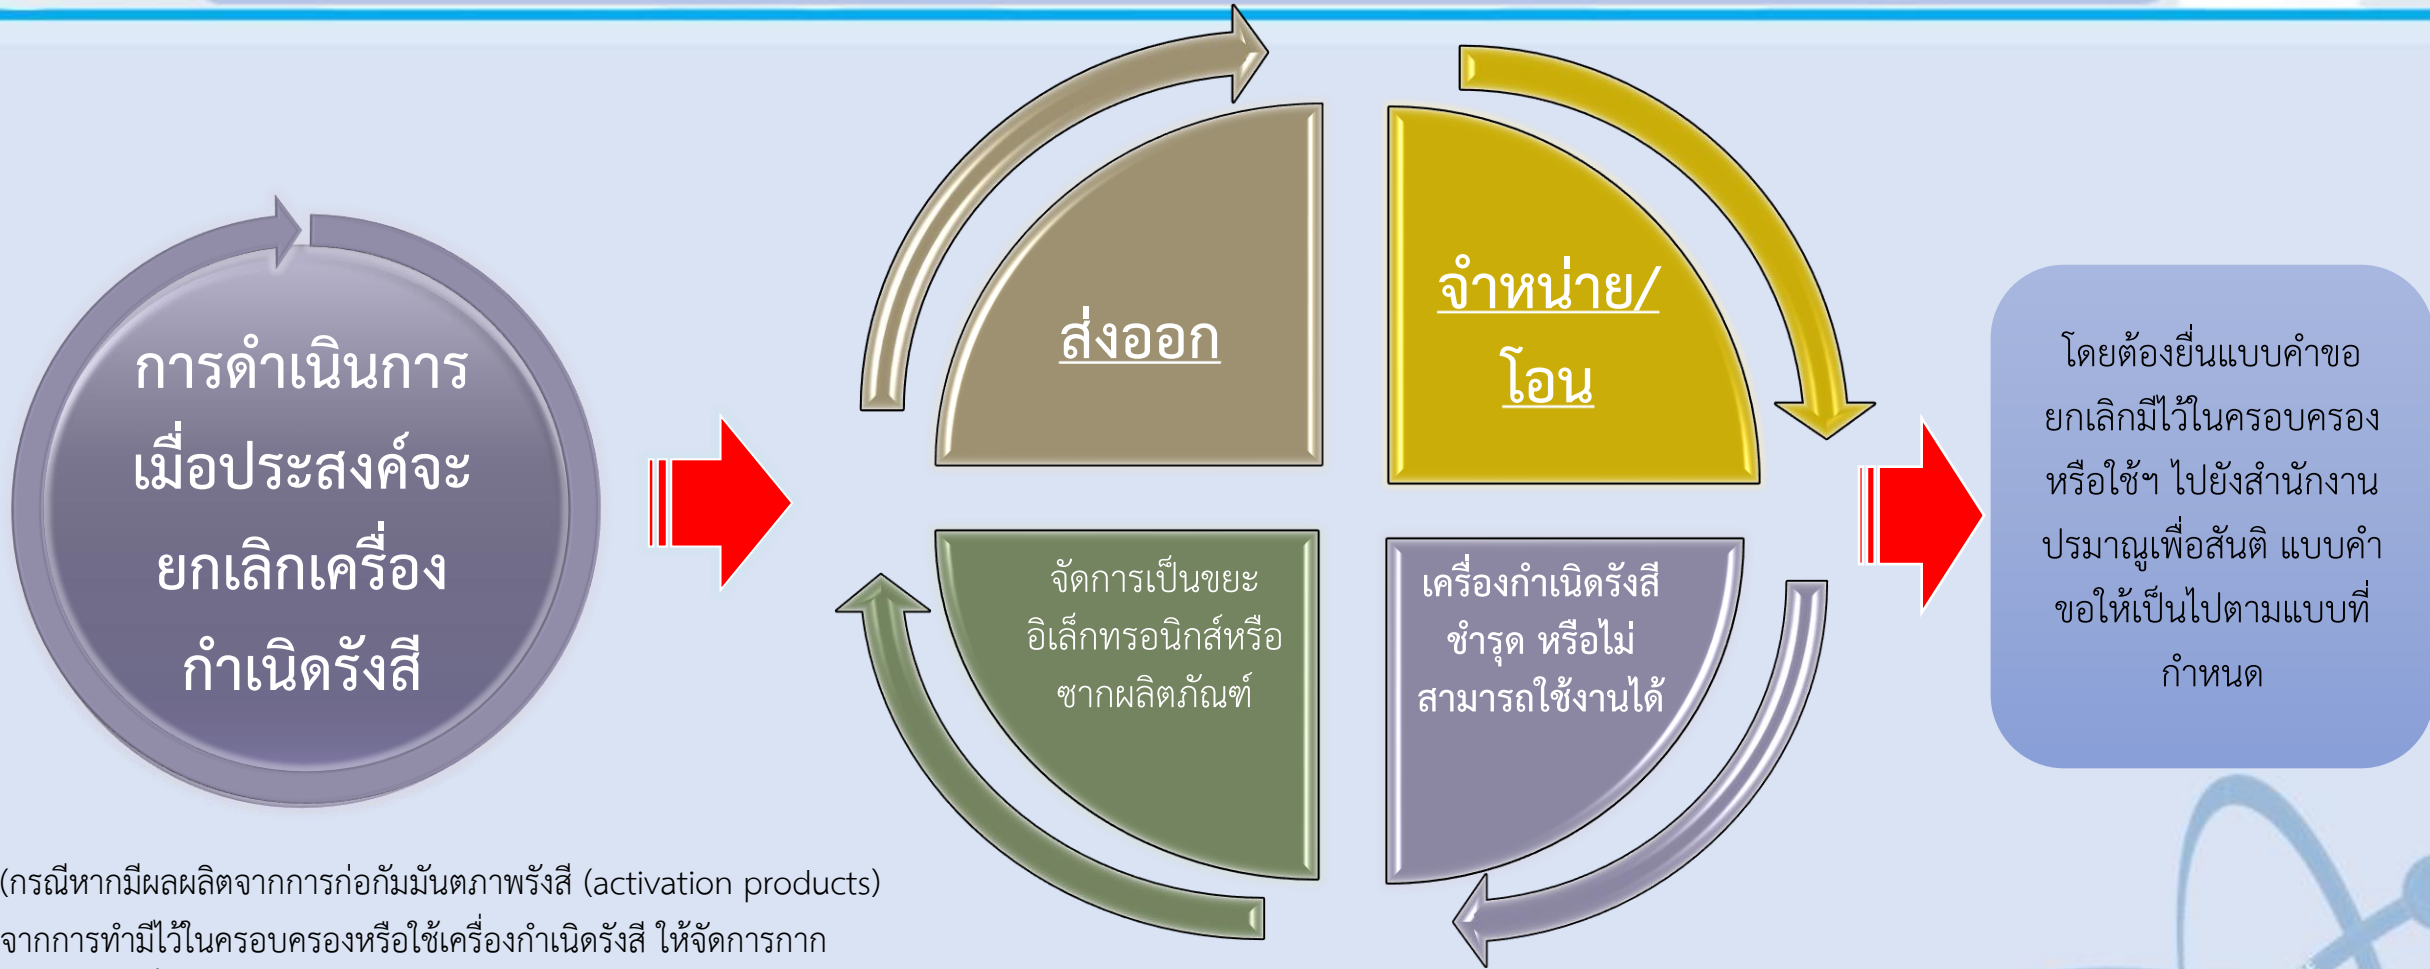 การดำเนินการ
เมื่อประสงค์จะ
ยกเลิกเครื่อง
กำเนิดรังสี
ส่งออก
จำหน่าย/
โอน
จัดการเป็นขยะ
อิเล็กทรอนิกส์หรือ
ซากผลิตภัณฑ์
เครื่องกำเนิดรังสี
ชำรุด หรือไม่
สามารถใช้งานได้
โดยต้องยื่นแบบคำขอ
ยกเลิกมีไว้ในครอบครอง
หรือใช้ฯ ไปยังสำนักงาน
ปรมาณูเพื่อสันติ แบบคำ
ขอให้เป็นไปตามแบบที่
กำหนด
(กรณีหากมีผลผลิตจากการก่อกัมมันตภาพรังสี (activation products)
จากการทำมีไว้ในครอบครองหรือใช้เครื่องกำเนิดรังสี ให้จัดการกาก